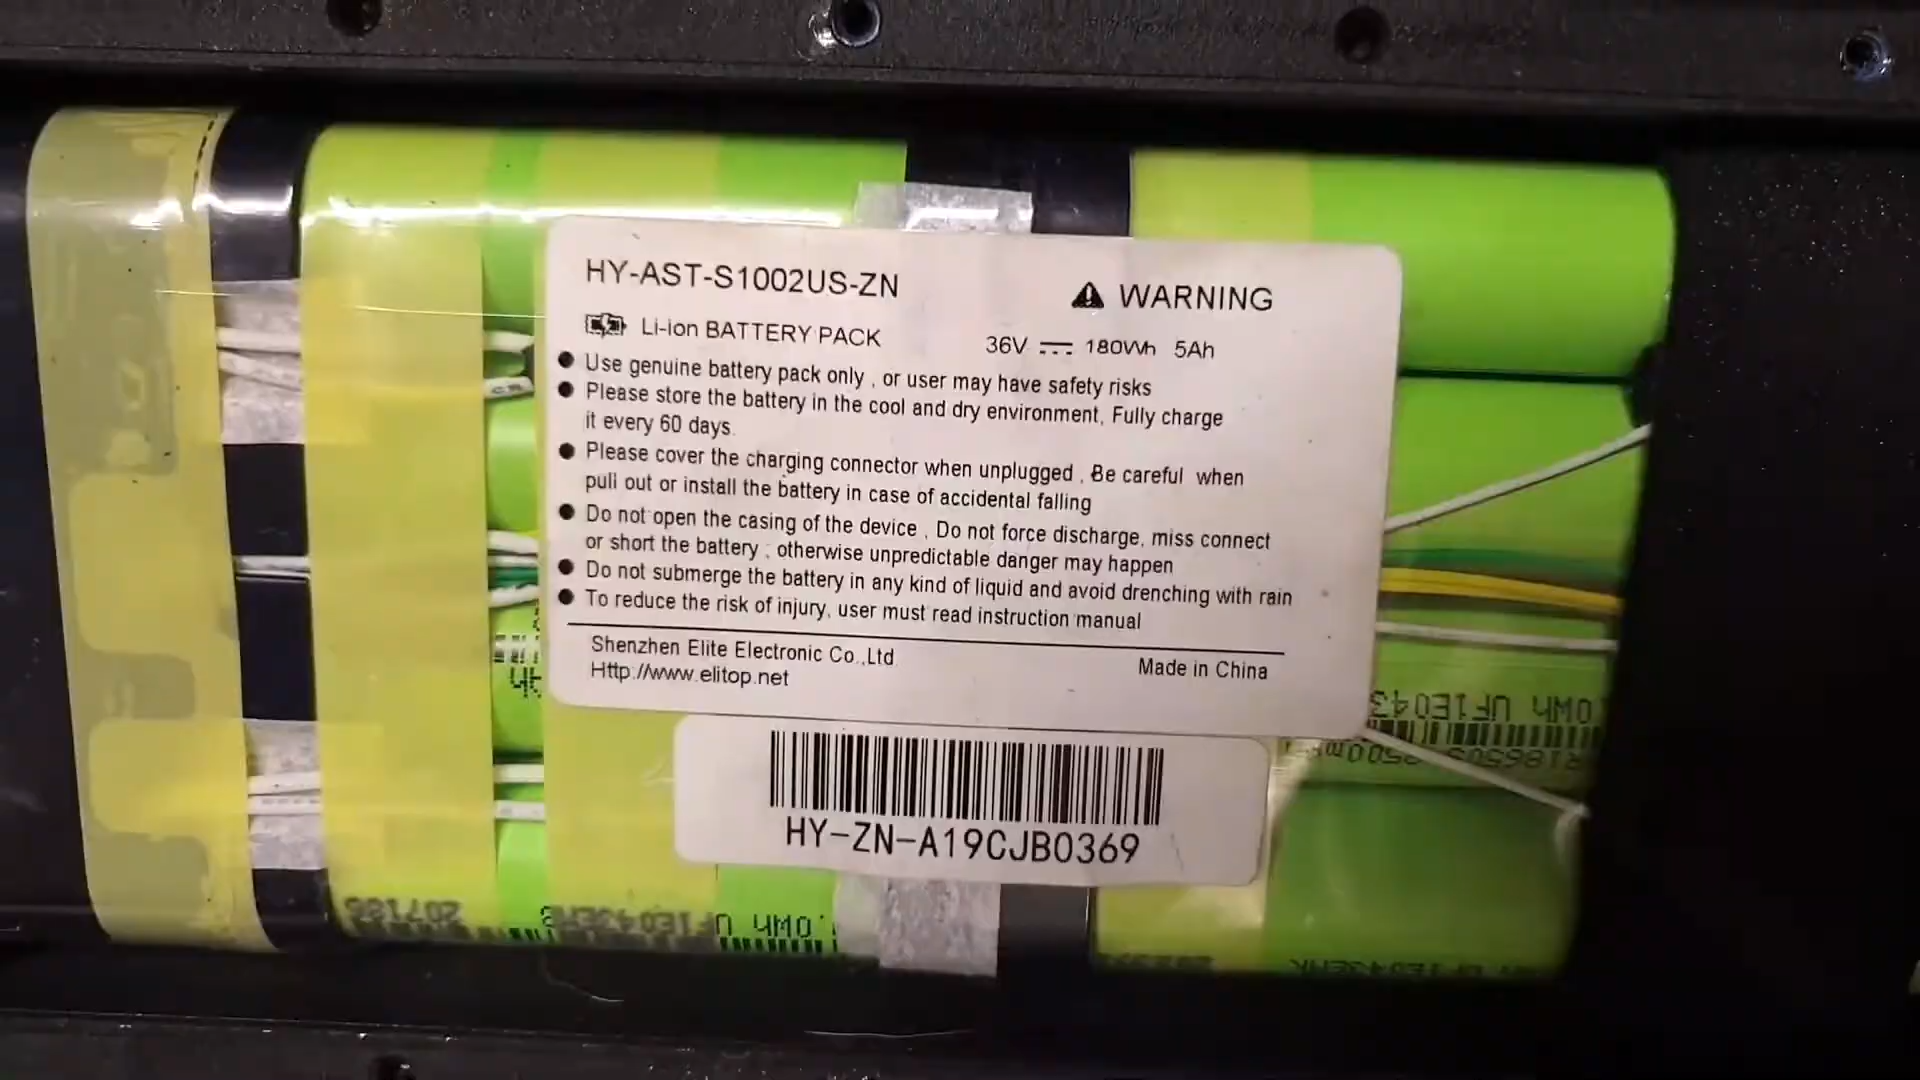 HY-AST-S1002US-ZN
WARNING
Li-ion BATTERY PACK
36V 180Wh 5Ah
● Use genuine battery pack only , or user may have safety risks
● Please store the battery in the cool and dry environment, Fully charge
it every 60 days.
● Please cover the charging connector when unplugged , Be careful when
pull out or install the battery in case of accidental falling
● Do not open the casing of the device , Do not force discharge, miss connect
or short the battery , otherwise unpredictable danger may happen
● Do not submerge the battery in any kind of liquid and avoid drenching with rain
● To reduce the risk of injury, user must read instruction manual
Shenzhen Elite Electronic Co.,Ltd
Made in China
Http://www.elitop.net
HY-ZN-A19CJB0369